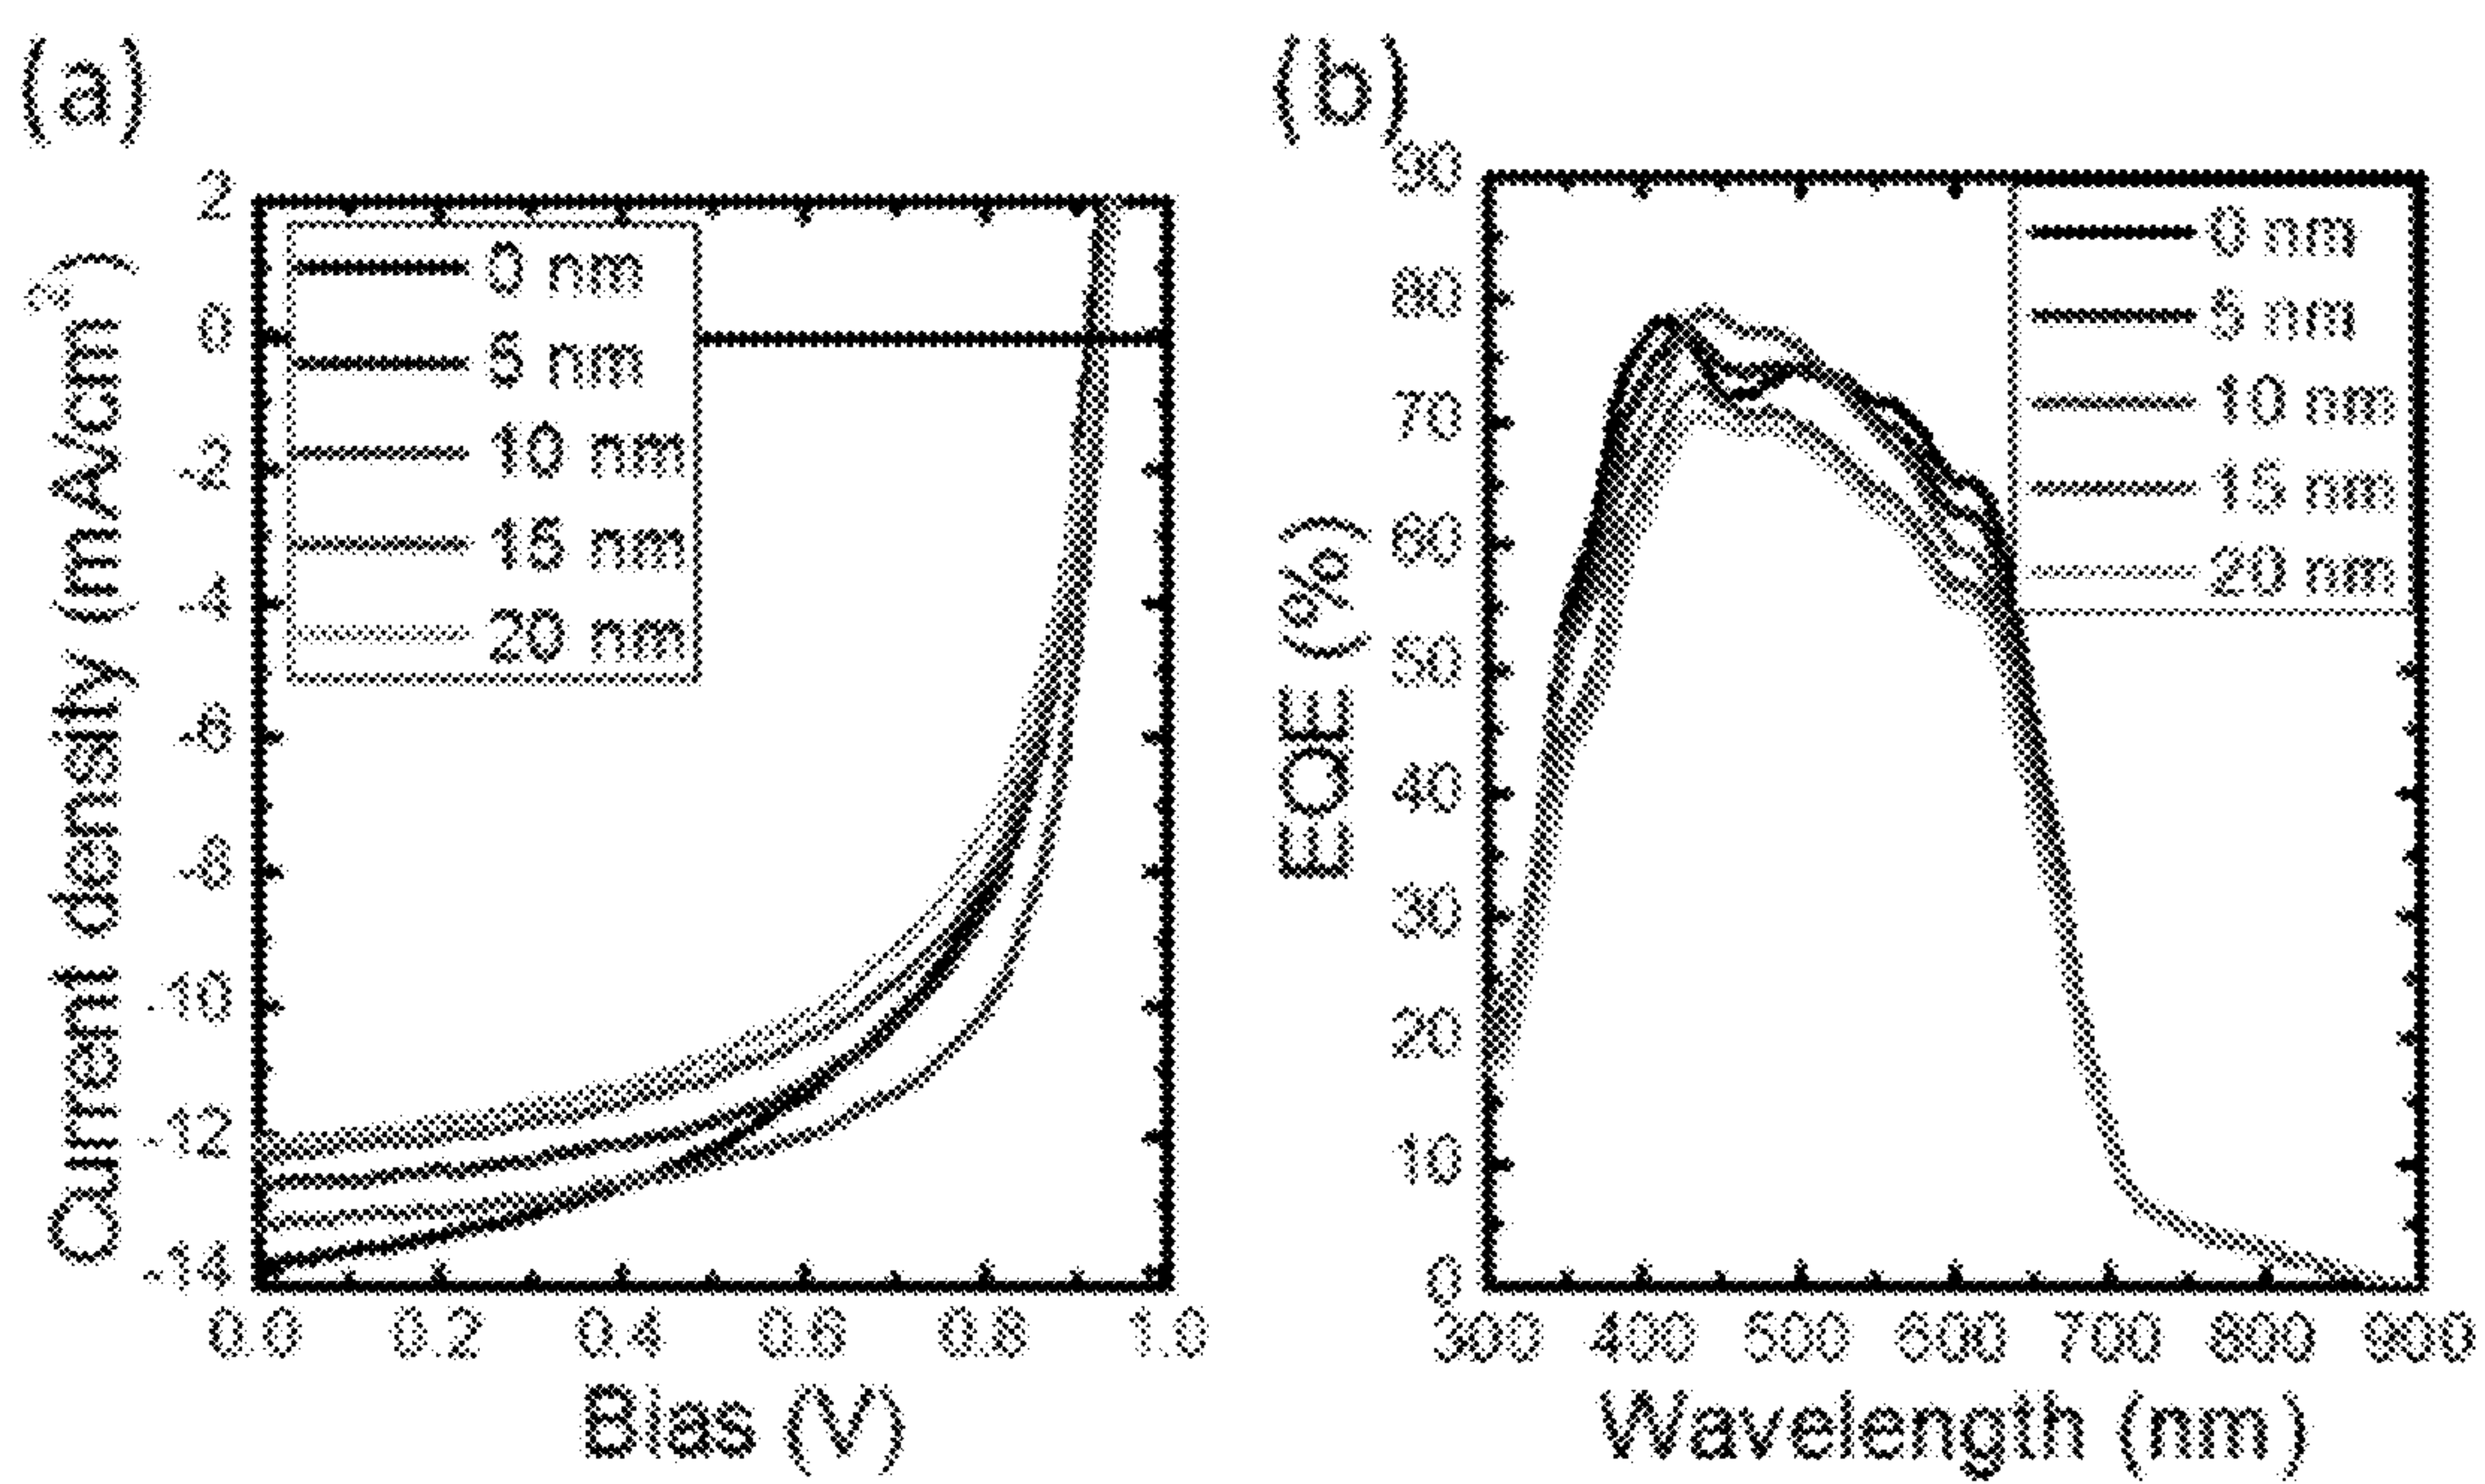 (a)
2
0
-2
-4
-6
-8
-10
-12
-14
Current density (mA/cm²)
0 nm
5 nm
10 nm
15 nm
20 nm
0.0 0.2 0.4 0.6 0.8 1.0
Bias (V)
(b)
90
80
70
60
50
40
30
20
10
0
EQE (%)
0 nm
5 nm
10 nm
15 nm
20 nm
300 400 500 600 700 800 900
Wavelength (nm)